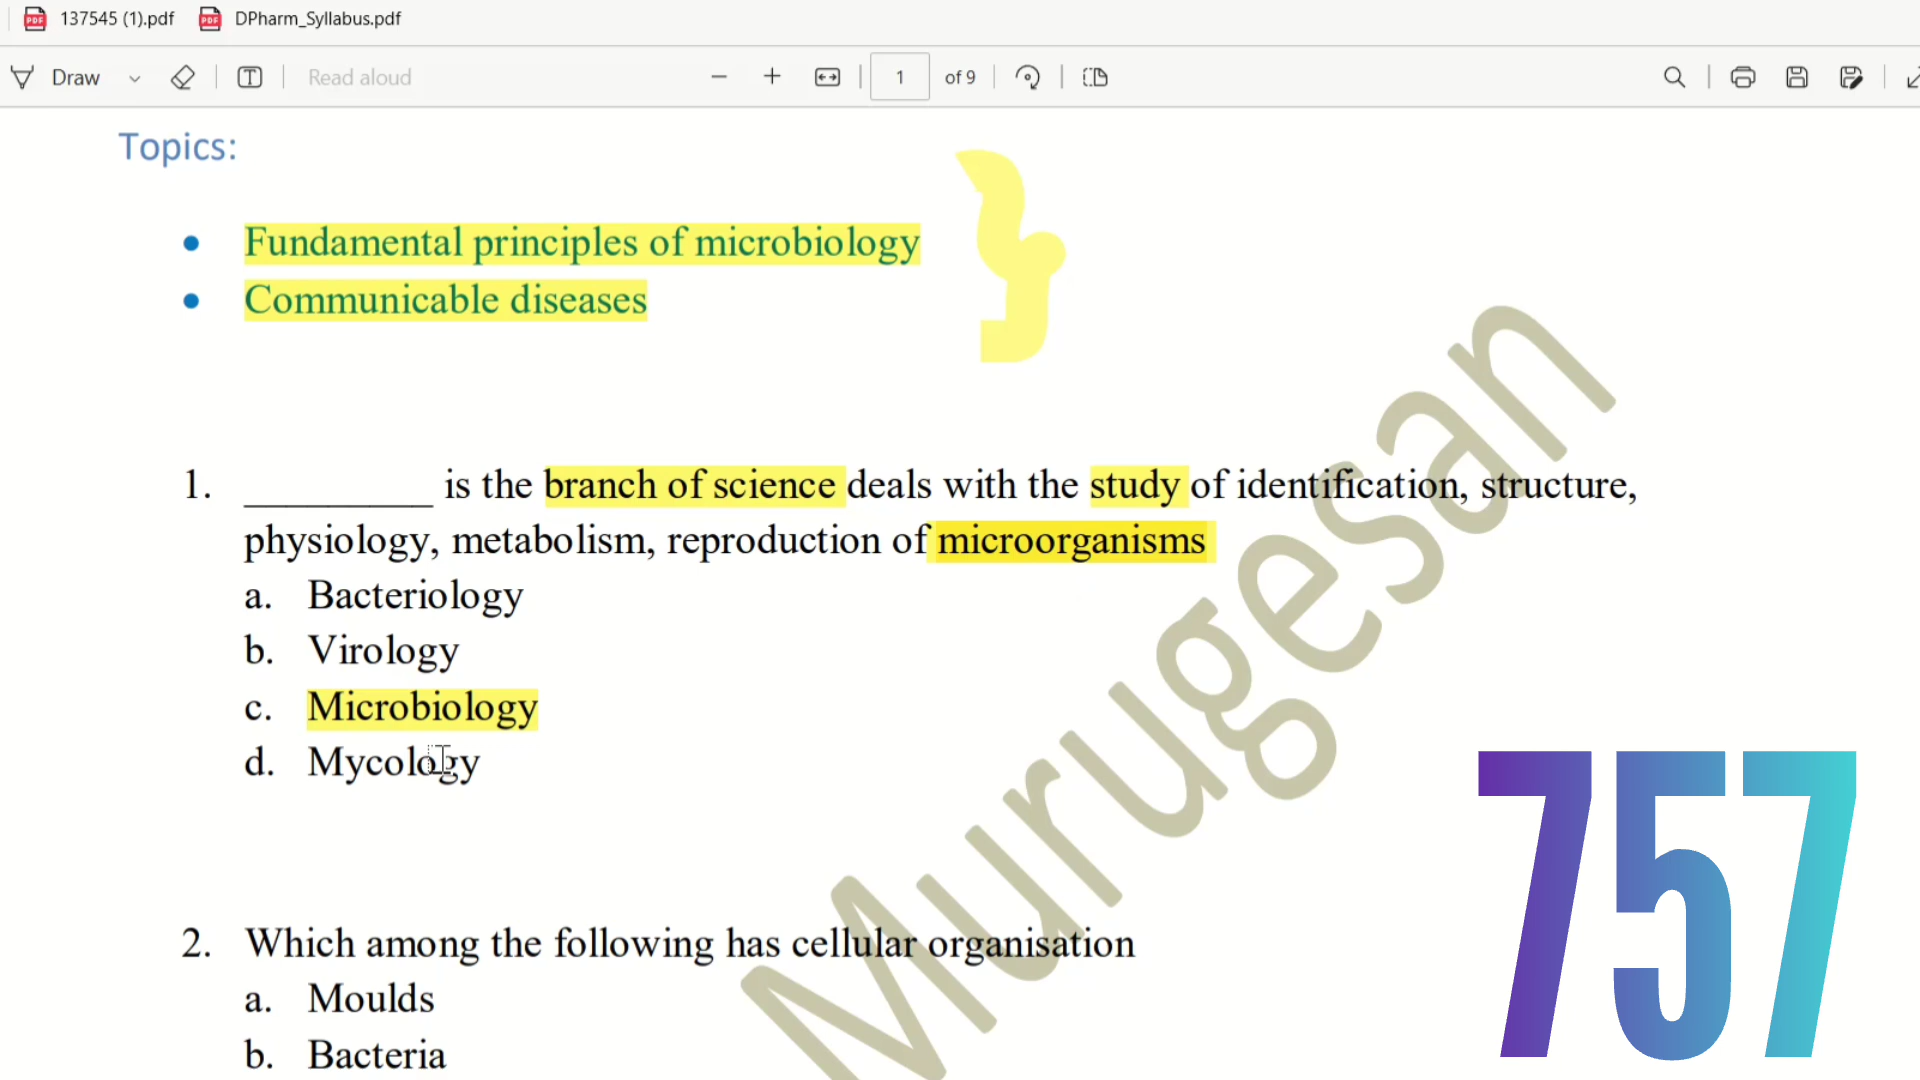 137545 (1).pdf DPharm_Syllabus.pdf
Draw Read aloud 1 of 9
Topics:
• Fundamental principles of microbiology
• Communicable diseases
1. _________ is the branch of science deals with the study of identification, structure,
physiology, metabolism, reproduction of microorganisms
a. Bacteriology
b. Virology
c. Microbiology
d. Mycology
2. Which among the following has cellular organisation
a. Moulds
b. Bacteria
Murugesan
757